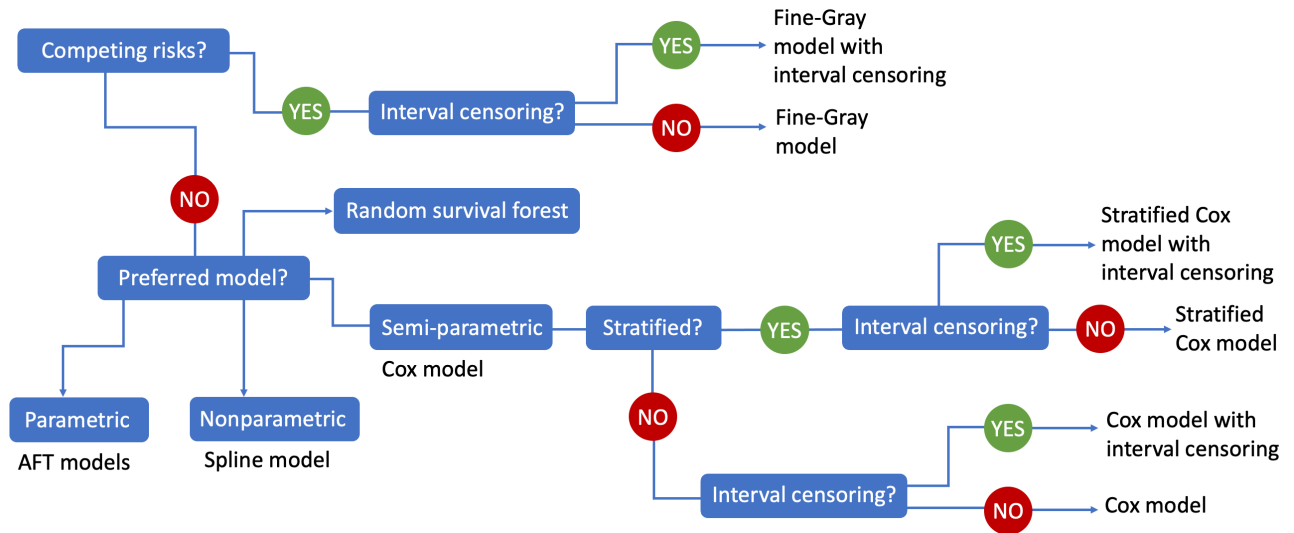 Competing risks?
YES
Interval censoring?
YES
Fine-Gray
model with
interval censoring
NO
Fine-Gray
model
NO
Random survival forest
Preferred model?
Semi-parametric
Cox model
Stratified?
YES
Interval censoring?
YES
Stratified Cox
model with
interval censoring
NO
Stratified
Cox model
Parametric
AFT models
Nonparametric
Spline model
NO
Interval censoring?
YES
Cox model with
interval censoring
NO
Cox model